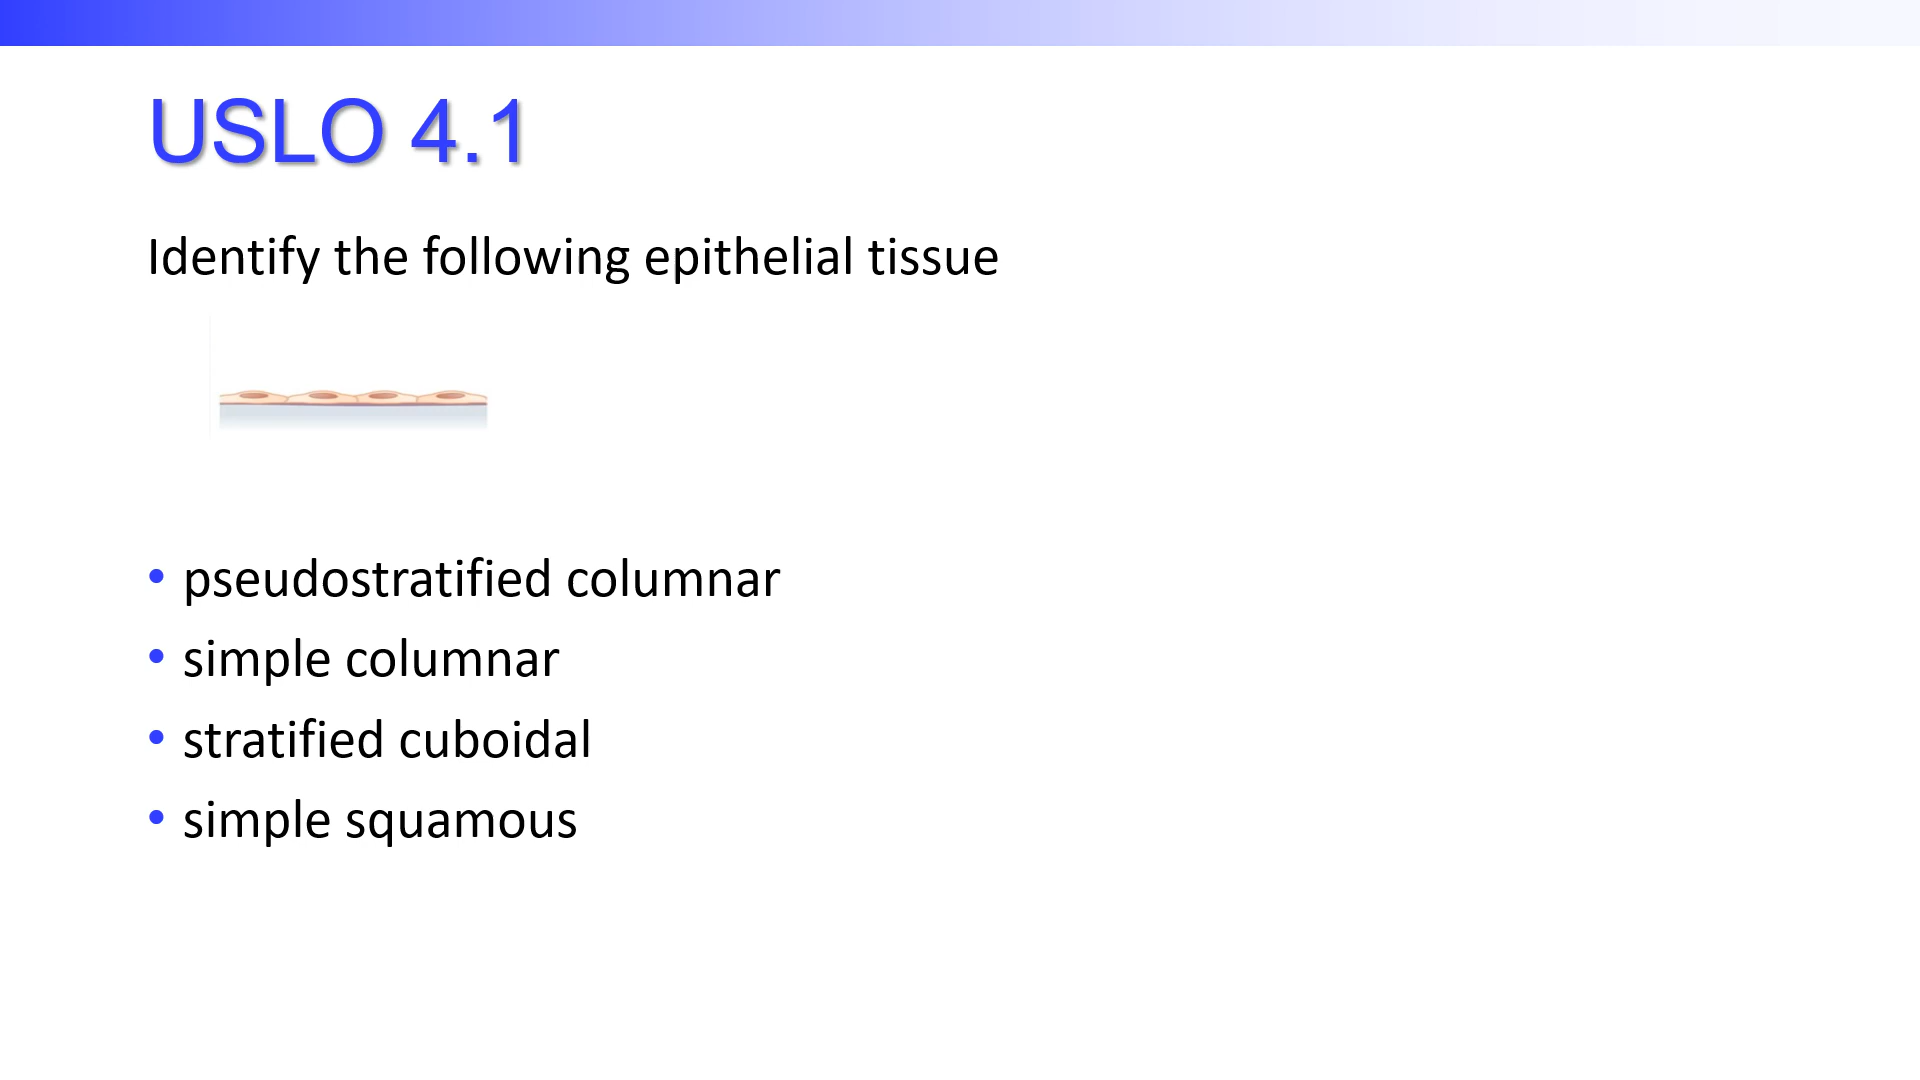 USLO 4.1
Identify the following epithelial tissue
• pseudostratified columnar
• simple columnar
• stratified cuboidal
• simple squamous